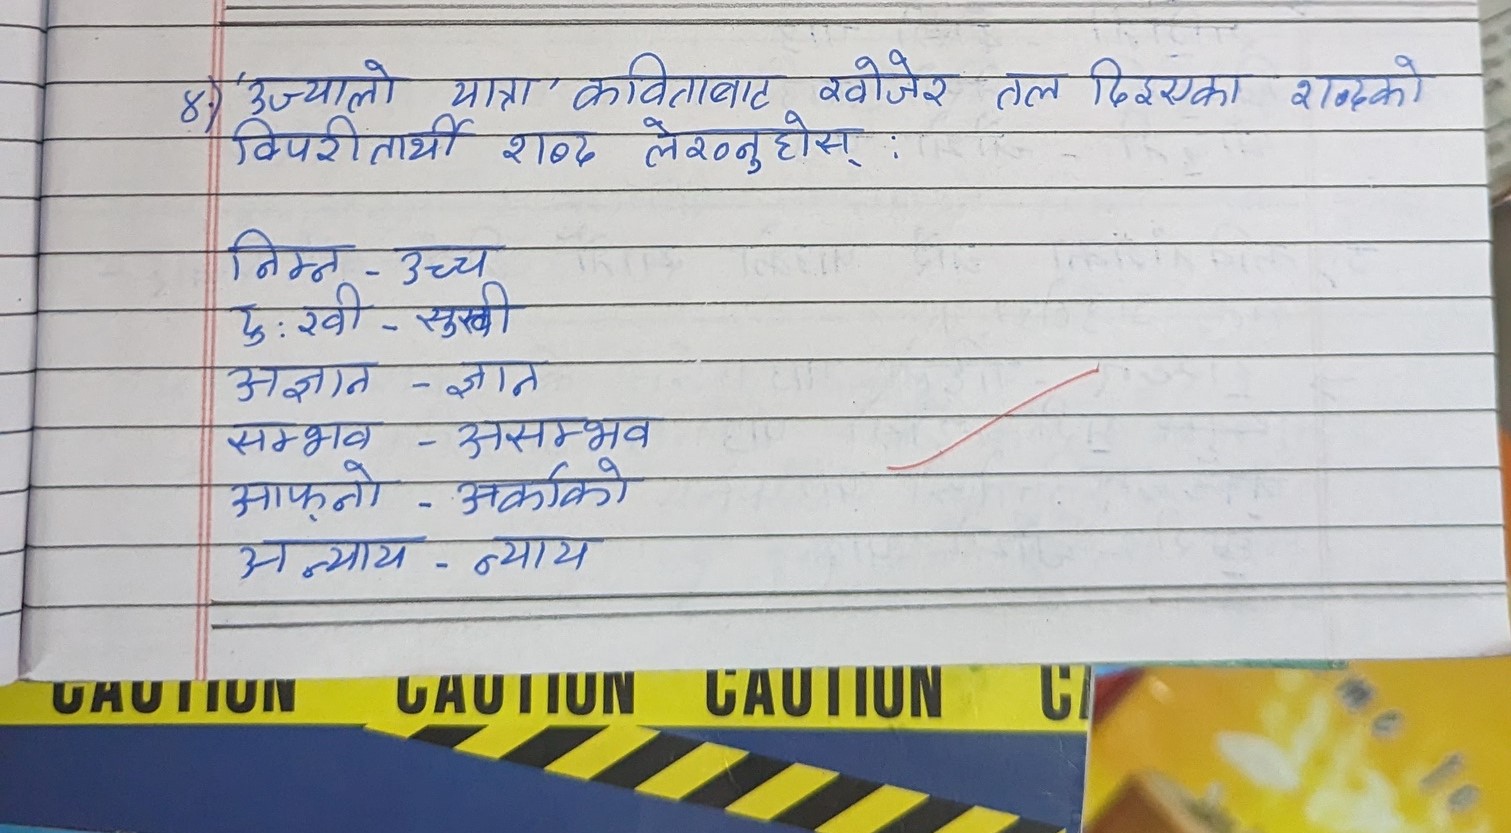 ४) 'उज्यालो यात्रा' कविताबाट खोजेर तल दिइएका शब्दको
विपरीतार्थी शब्द लेख्नुहोस् :
निम्न - उच्च
दुःखी - सुखी
अज्ञान - ज्ञान
सम्भव - असम्भव
आफ्नो - अर्काको
अन्याय - न्याय
CAUTION CAUTION CAUTION CA